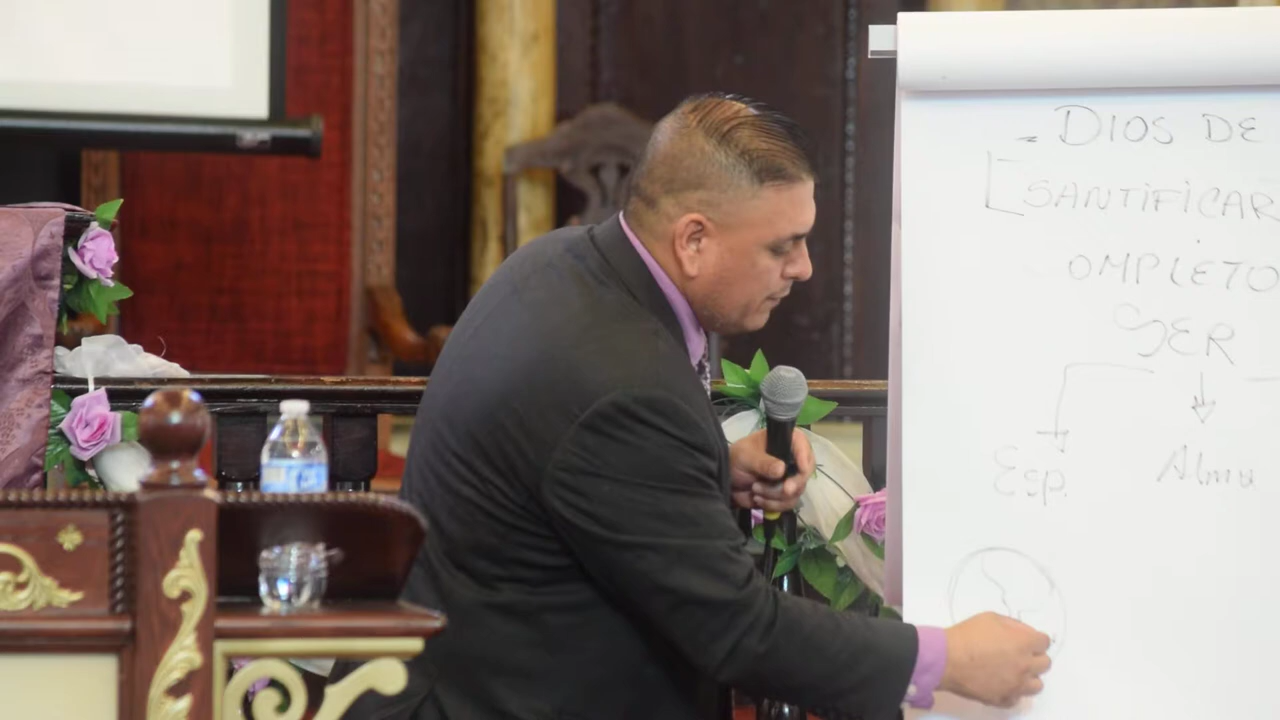 - DIOS DE
SANTIFICAR
OMPLETO
SER
Esp. Alma